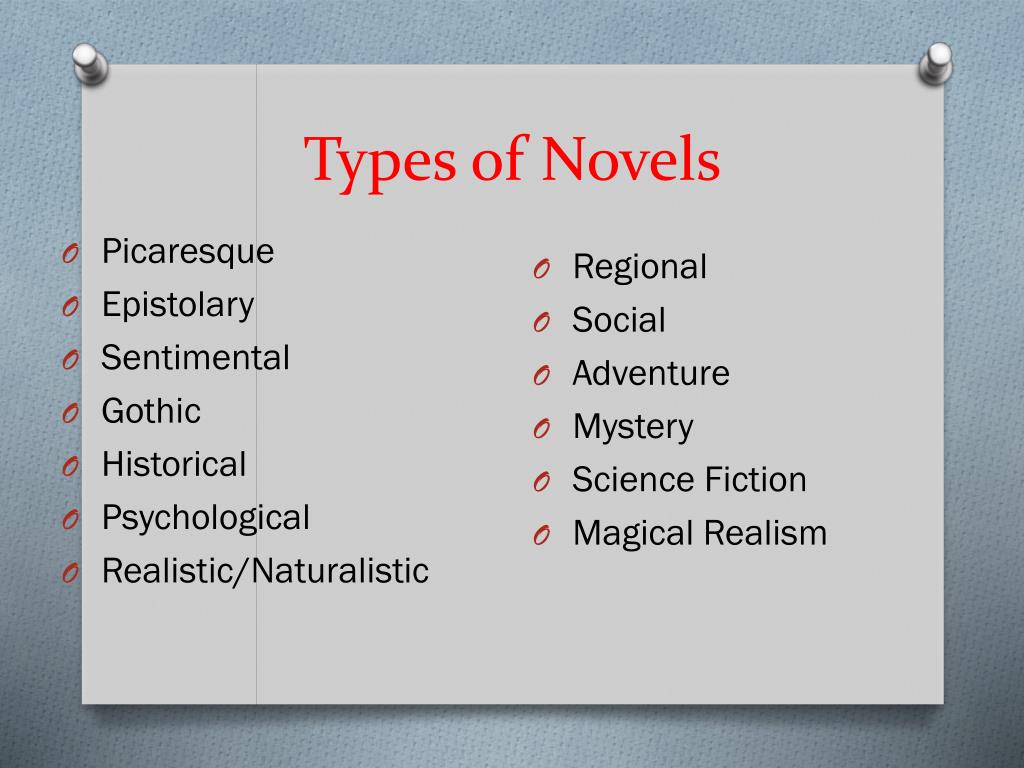 Types of Novels
Picaresque
Epistolary
Sentimental
Gothic
Historical
Psychological
Realistic/Naturalistic
Regional
Social
Adventure
Mystery
Science Fiction
Magical Realism